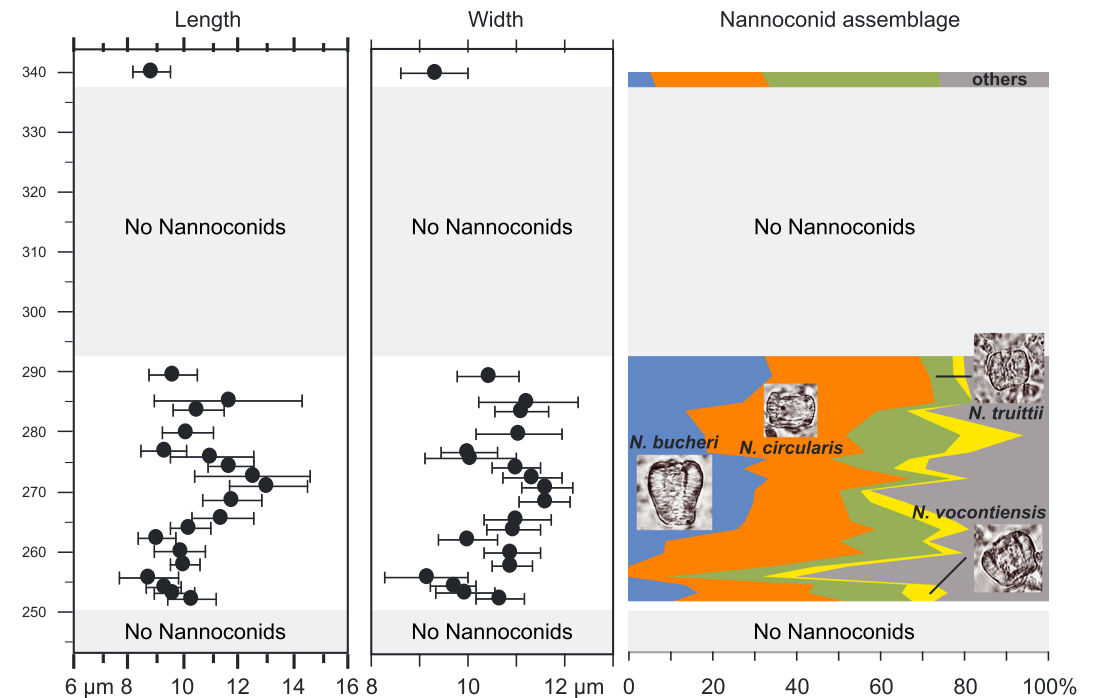 Length
Width
Nannoconid assemblage
340
330
320
310
300
290
280
270
260
250
others
No Nannoconids
No Nannoconids
No Nannoconids
N. truittii
N. bucheri
N. circularis
N. vocontiensis
No Nannoconids
No Nannoconids
No Nannoconids
6 µm 8 10 12 14 16
8 10 12 µm
0 20 40 60 80 100%